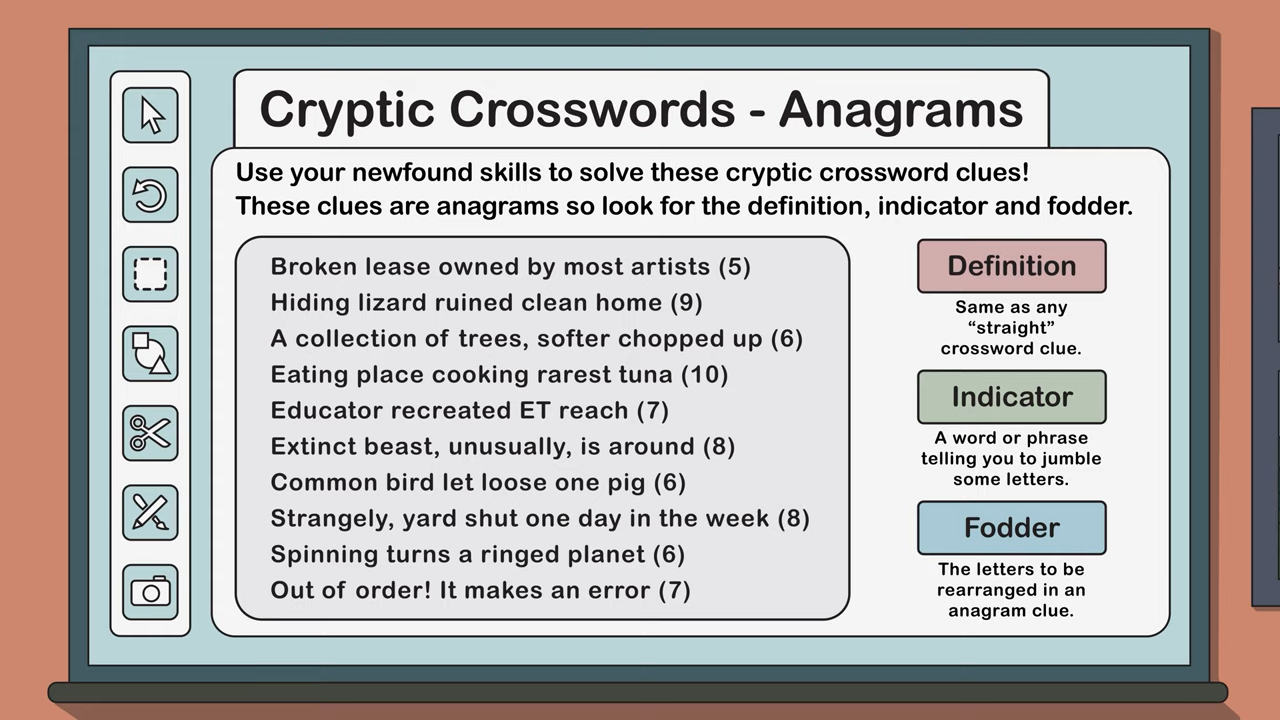 Cryptic Crosswords - Anagrams
Use your newfound skills to solve these cryptic crossword clues!
These clues are anagrams so look for the definition, indicator and fodder.
Broken lease owned by most artists (5)
Hiding lizard ruined clean home (9)
A collection of trees, softer chopped up (6)
Eating place cooking rarest tuna (10)
Educator recreated ET reach (7)
Extinct beast, unusually, is around (8)
Common bird let loose one pig (6)
Strangely, yard shut one day in the week (8)
Spinning turns a ringed planet (6)
Out of order! It makes an error (7)
Definition
Same as any
“straight”
crossword clue.
Indicator
A word or phrase
telling you to jumble
some letters.
Fodder
The letters to be
rearranged in an
anagram clue.